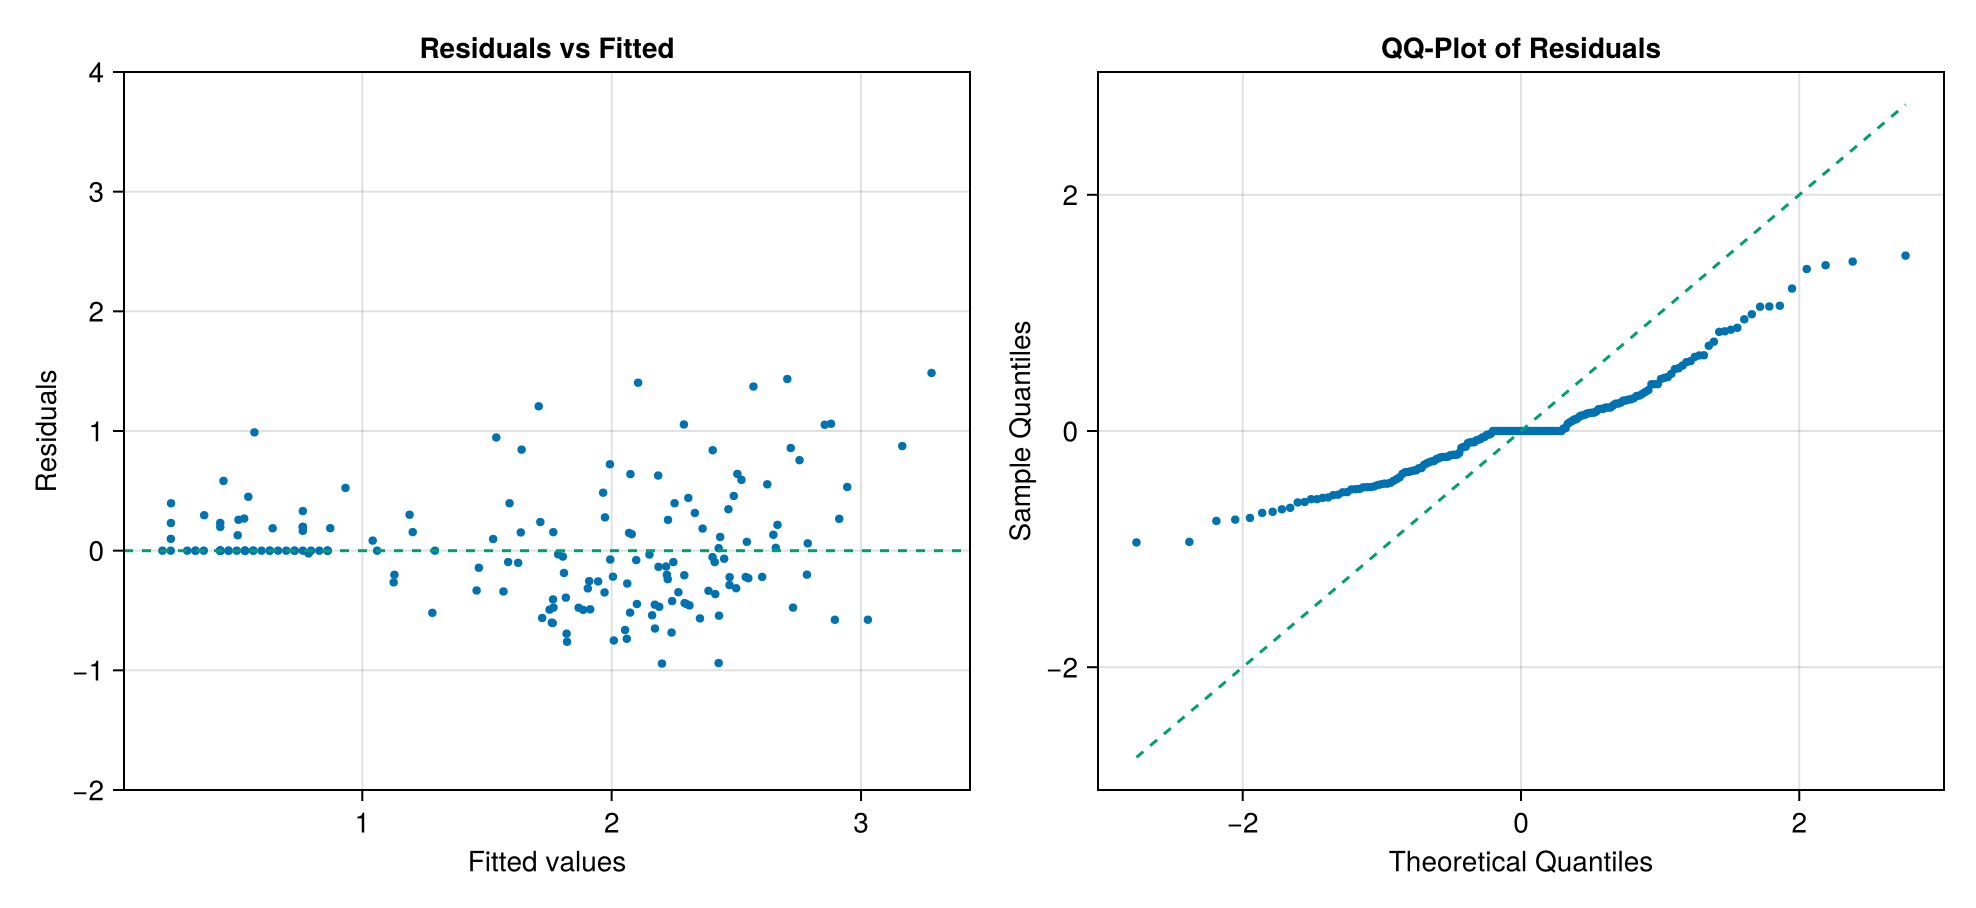 Residuals vs Fitted
4
3
2
1
0
−1
−2
Residuals
1
2
3
Fitted values
QQ-Plot of Residuals
2
0
−2
Sample Quantiles
−2
0
2
Theoretical Quantiles